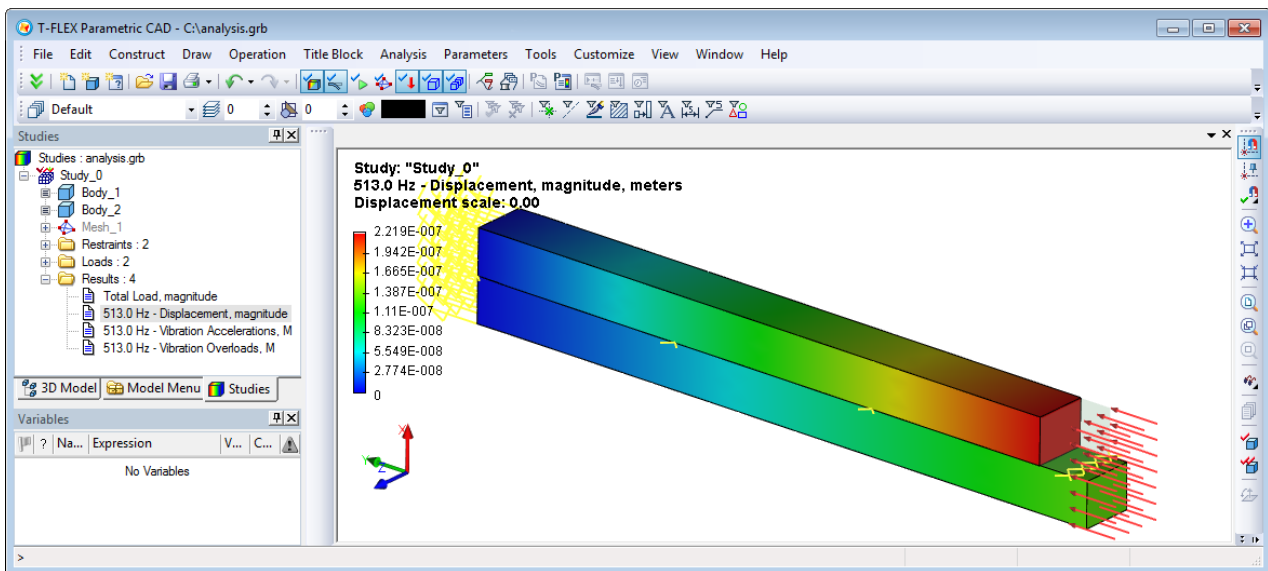 T-FLEX Parametric CAD - C:\analysis.grb
File Edit Construct Draw Operation Title Block Analysis Parameters Tools Customize View Window Help
Default 0 0
Studies
Studies : analysis.grb
Study_0
Body_1
Body_2
Mesh_1
Restraints : 2
Loads : 2
Results : 4
Total Load, magnitude
513.0 Hz - Displacement, magnitude
513.0 Hz - Vibration Accelerations, M
513.0 Hz - Vibration Overloads, M
3D Model Model Menu Studies
Variables
? Na... Expression V... C...
No Variables
Study: "Study_0"
513.0 Hz - Displacement, magnitude, meters
Displacement scale: 0.00
2.219E-007
1.942E-007
1.665E-007
1.387E-007
1.11E-007
8.323E-008
5.549E-008
2.774E-008
0
X
Y
Z
>